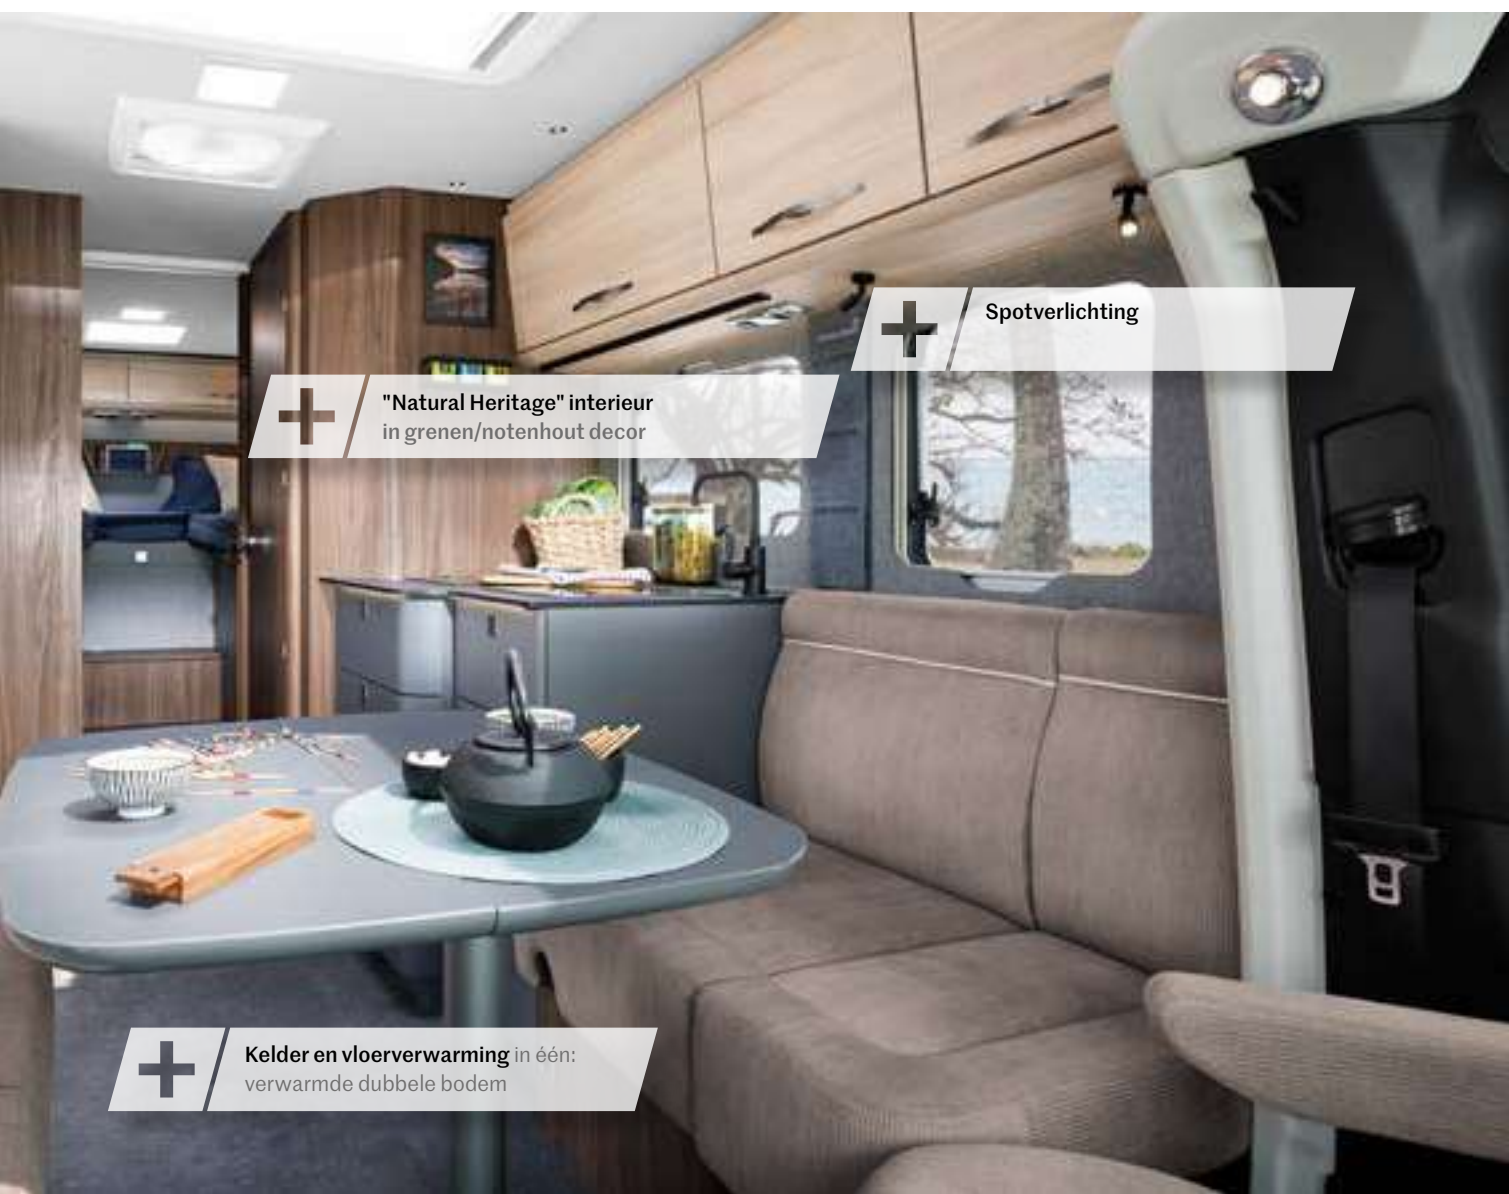 Spotverlichting
"Natural Heritage" interieur
in grenen/notenhout decor
Kelder en vloerverwarming in één:
verwarmde dubbele bodem